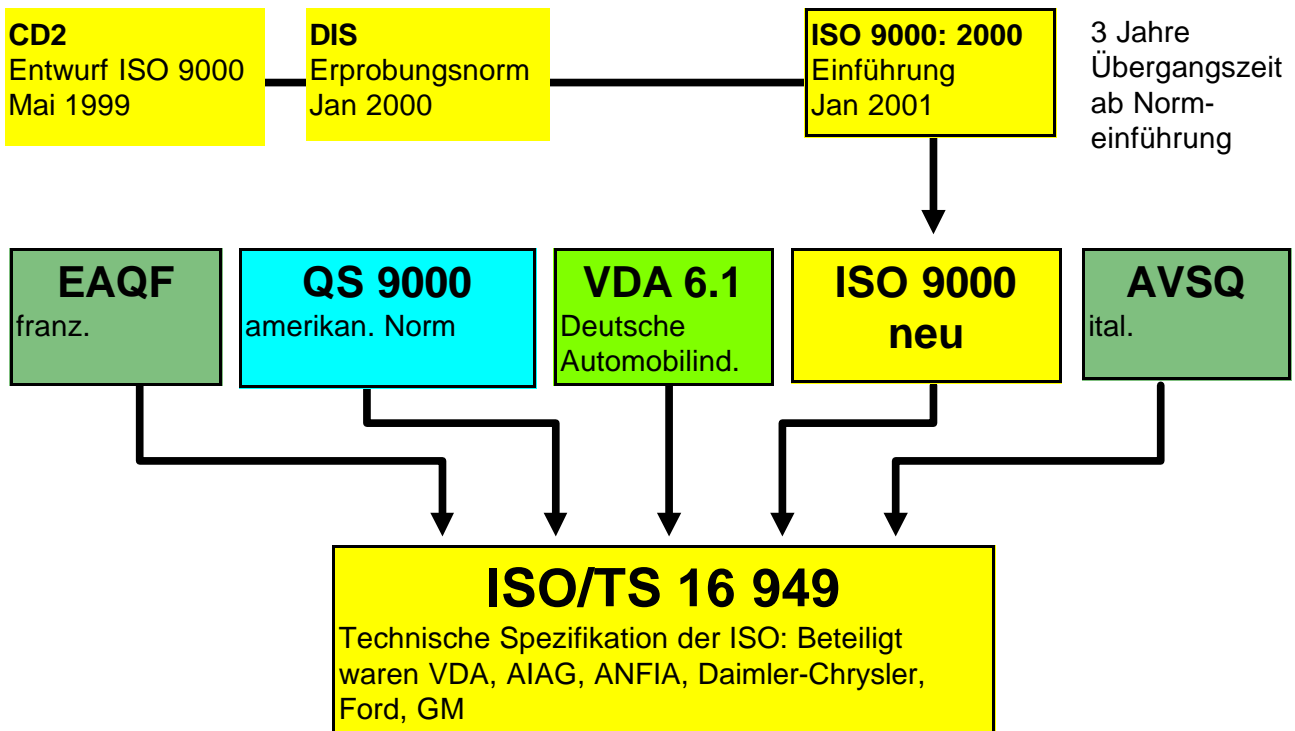 CD2
Entwurf ISO 9000
Mai 1999
DIS
Erprobungsnorm
Jan 2000
ISO 9000: 2000
Einführung
Jan 2001
3 Jahre
Übergangszeit
ab Norm-
einführung
EAQF
franz.
QS 9000
amerikan. Norm
VDA 6.1
Deutsche
Automobilind.
ISO 9000
neu
AVSQ
ital.
ISO/TS 16 949
Technische Spezifikation der ISO: Beteiligt
waren VDA, AIAG, ANFIA, Daimler-Chrysler,
Ford, GM